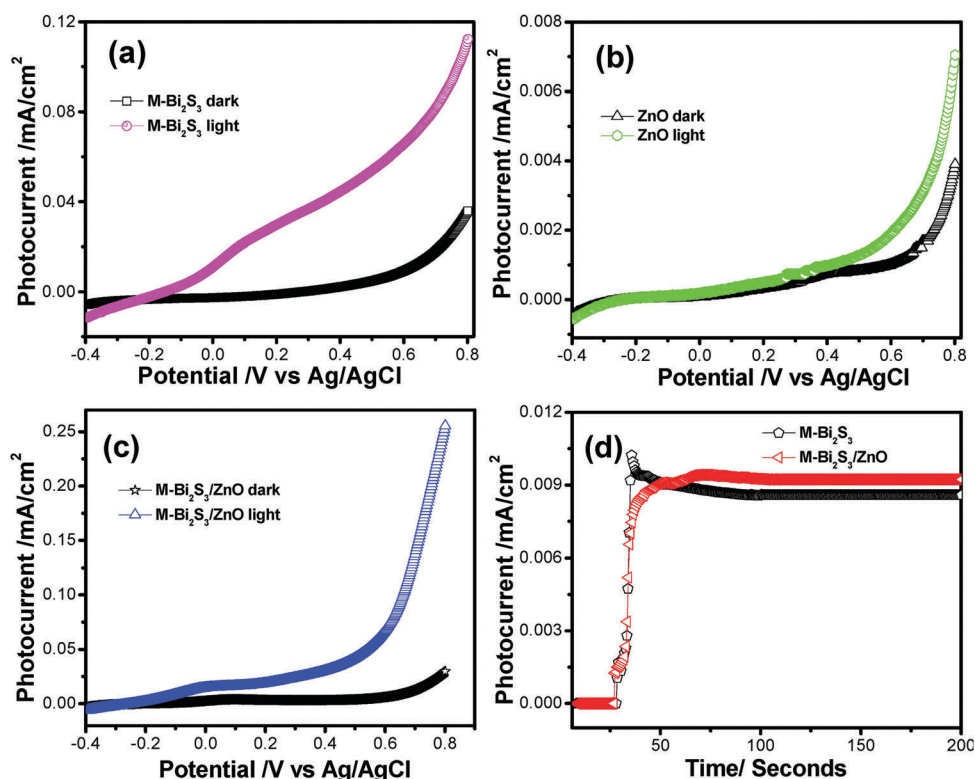 (a)
M-Bi₂S₃ dark
M-Bi₂S₃ light
0.12
0.08
0.04
0.00
Photocurrent /mA/cm²
-0.4 -0.2 0.0 0.2 0.4 0.6 0.8
Potential /V vs Ag/AgCl
(b)
ZnO dark
ZnO light
0.008
0.006
0.004
0.002
0.000
Photocurrent /mA/cm²
-0.4 -0.2 0.0 0.2 0.4 0.6 0.8
Potential /V vs Ag/AgCl
(c)
M-Bi₂S₃/ZnO dark
M-Bi₂S₃/ZnO light
0.25
0.20
0.15
0.10
0.05
0.00
Photocurrent /mA/cm²
-0.4 -0.2 0.0 0.2 0.4 0.6 0.8
Potential /V vs Ag/AgCl
(d)
M-Bi₂S₃
M-Bi₂S₃/ZnO
0.012
0.009
0.006
0.003
0.000
Photocurrent /mA/cm²
50 100 150 200
Time/ Seconds